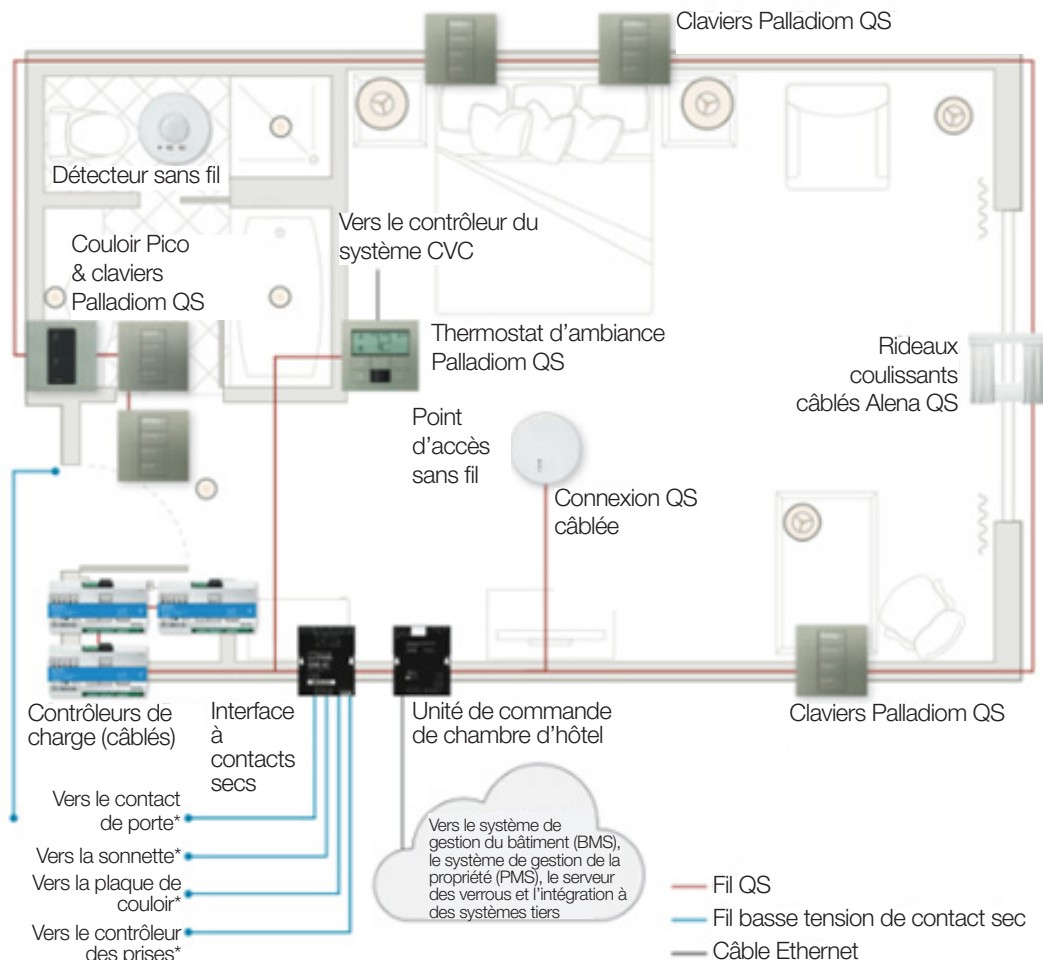 Claviers Palladiom QS
Détecteur sans fil
Couloir Pico
& claviers
Palladiom QS
Vers le contrôleur du
système CVC
Thermostat d'ambiance
Palladiom QS
Rideaux
coulissants
câblés Alena QS
Point
d'accès
sans fil
Connexion QS
câblée
Contrôleurs de
charge (câblés)
Interface
à
contacts
secs
Unité de commande
de chambre d'hôtel
Claviers Palladiom QS
Vers le contact
de porte*
Vers la sonnette*
Vers la plaque de
couloir*
Vers le contrôleur
des prises*
Vers le système de
gestion du bâtiment (BMS),
le système de gestion de la
propriété (PMS), le serveur
des verrous et l'intégration à
des systèmes tiers
Fil QS
Fil basse tension de contact sec
Câble Ethernet